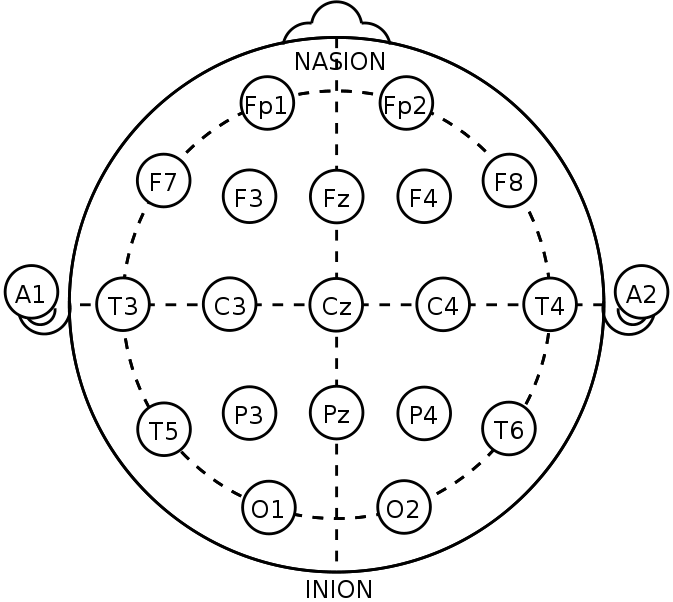 NASION
Fp1 Fp2
F7 F3 Fz F4 F8
A1 T3 C3 Cz C4 T4 A2
T5 P3 Pz P4 T6
O1 O2
INION